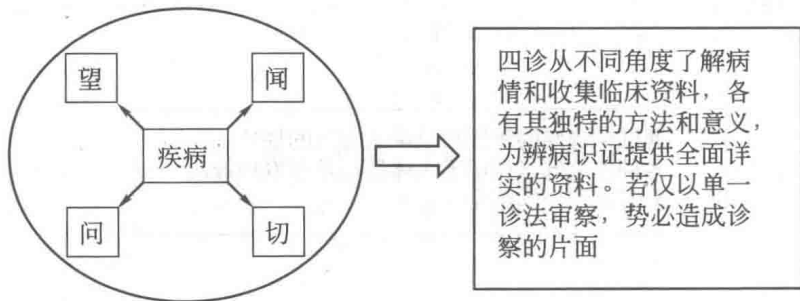 望
闻
疾病
问
切
四诊从不同角度了解病
情和收集临床资料，各
有其独特的方法和意义，
为辨病识证提供全面详
实的资料。若仅以单一
诊法审察，势必造成诊
察的片面